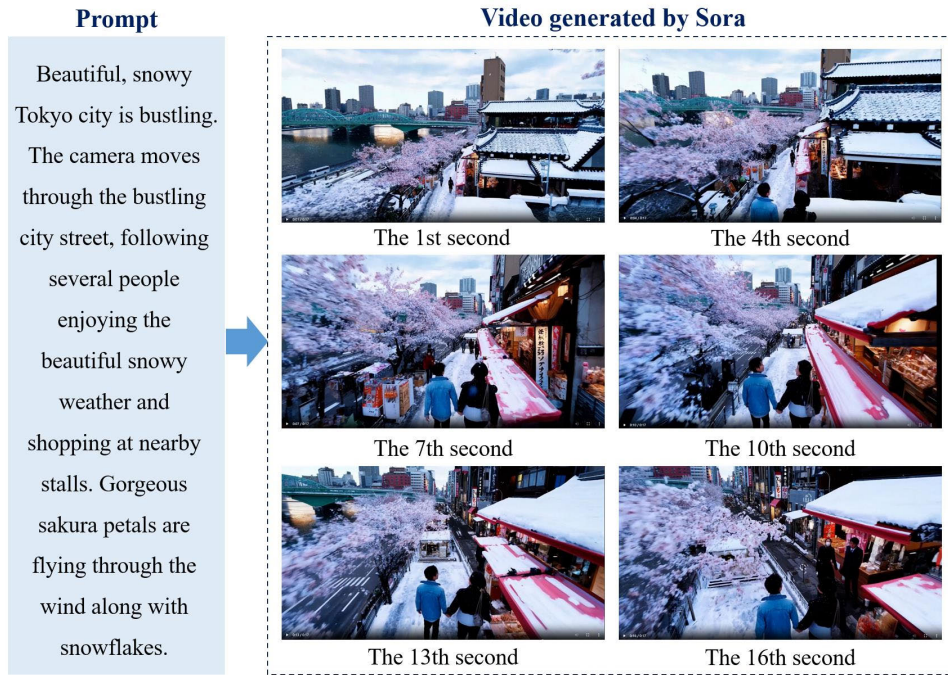 Prompt
Beautiful, snowy
Tokyo city is bustling.
The camera moves
through the bustling
city street, following
several people
enjoying the
beautiful snowy
weather and
shopping at nearby
stalls. Gorgeous
sakura petals are
flying through the
wind along with
snowflakes.
Video generated by Sora
The 1st second
The 4th second
The 7th second
The 10th second
The 13th second
The 16th second